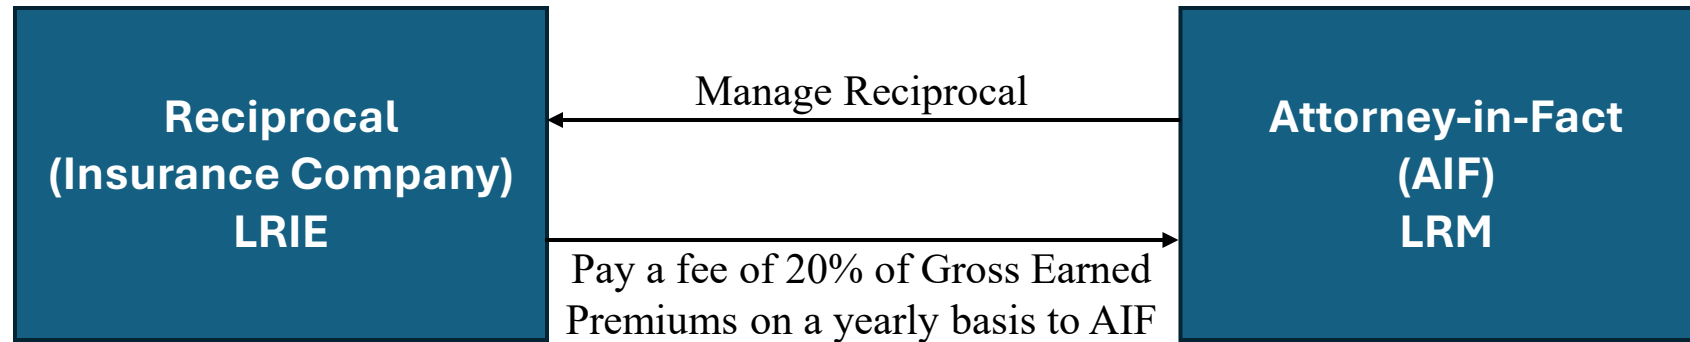 Reciprocal
(Insurance Company)
LRIE
Manage Reciprocal
Pay a fee of 20% of Gross Earned
Premiums on a yearly basis to AIF
Attorney-in-Fact
(AIF)
LRM